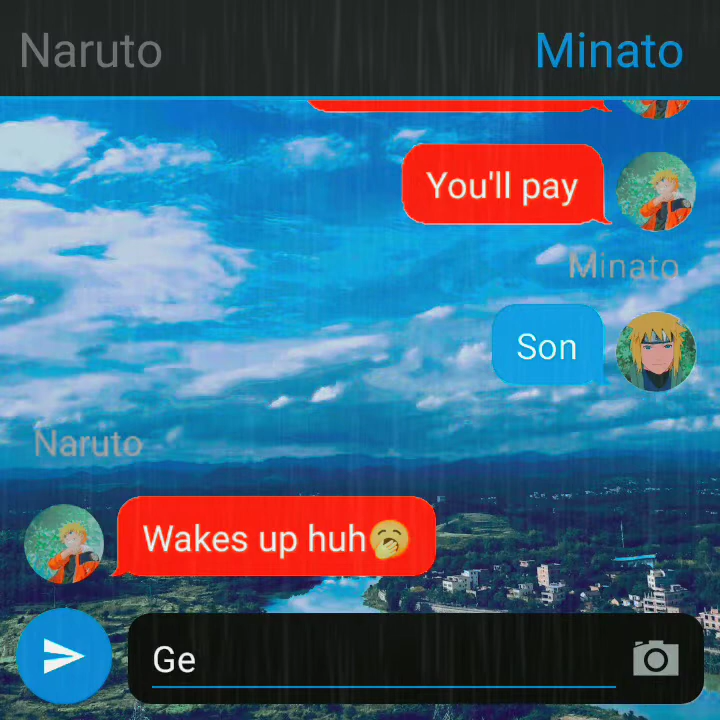 Naruto
Minato
You'll pay
Minato
Son
Naruto
Wakes up huh🥱
Ge